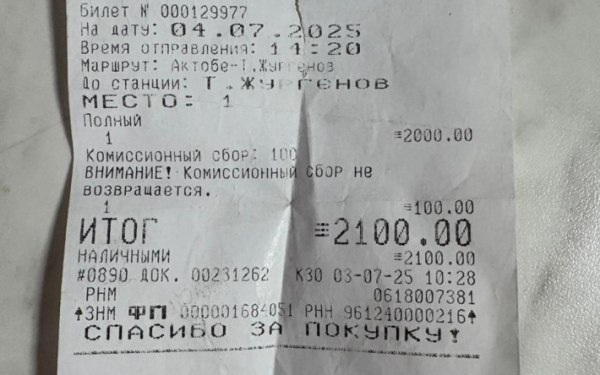 Билет № 000129977
На дату: 04.07.2025
Время отправления: 14:20
Маршрут: Актобе-Т.Жургенов
До станции: Т.Жургенов
МЕСТО: 1
Полный
1 =2000.00
Комиссионный сбор: 100
ВНИМАНИЕ! Комиссионный сбор не
возвращается.
1 =100.00
ИТОГ =2100.00
НАЛИЧНЫМИ =2100.00
#0890 ДОК. 00231262 К30 03-07-25 10:28
РНМ 0618007381
ЗНМ ФП 000001684051 РНН 961240000216
СПАСИБО ЗА ПОКУПКУ!